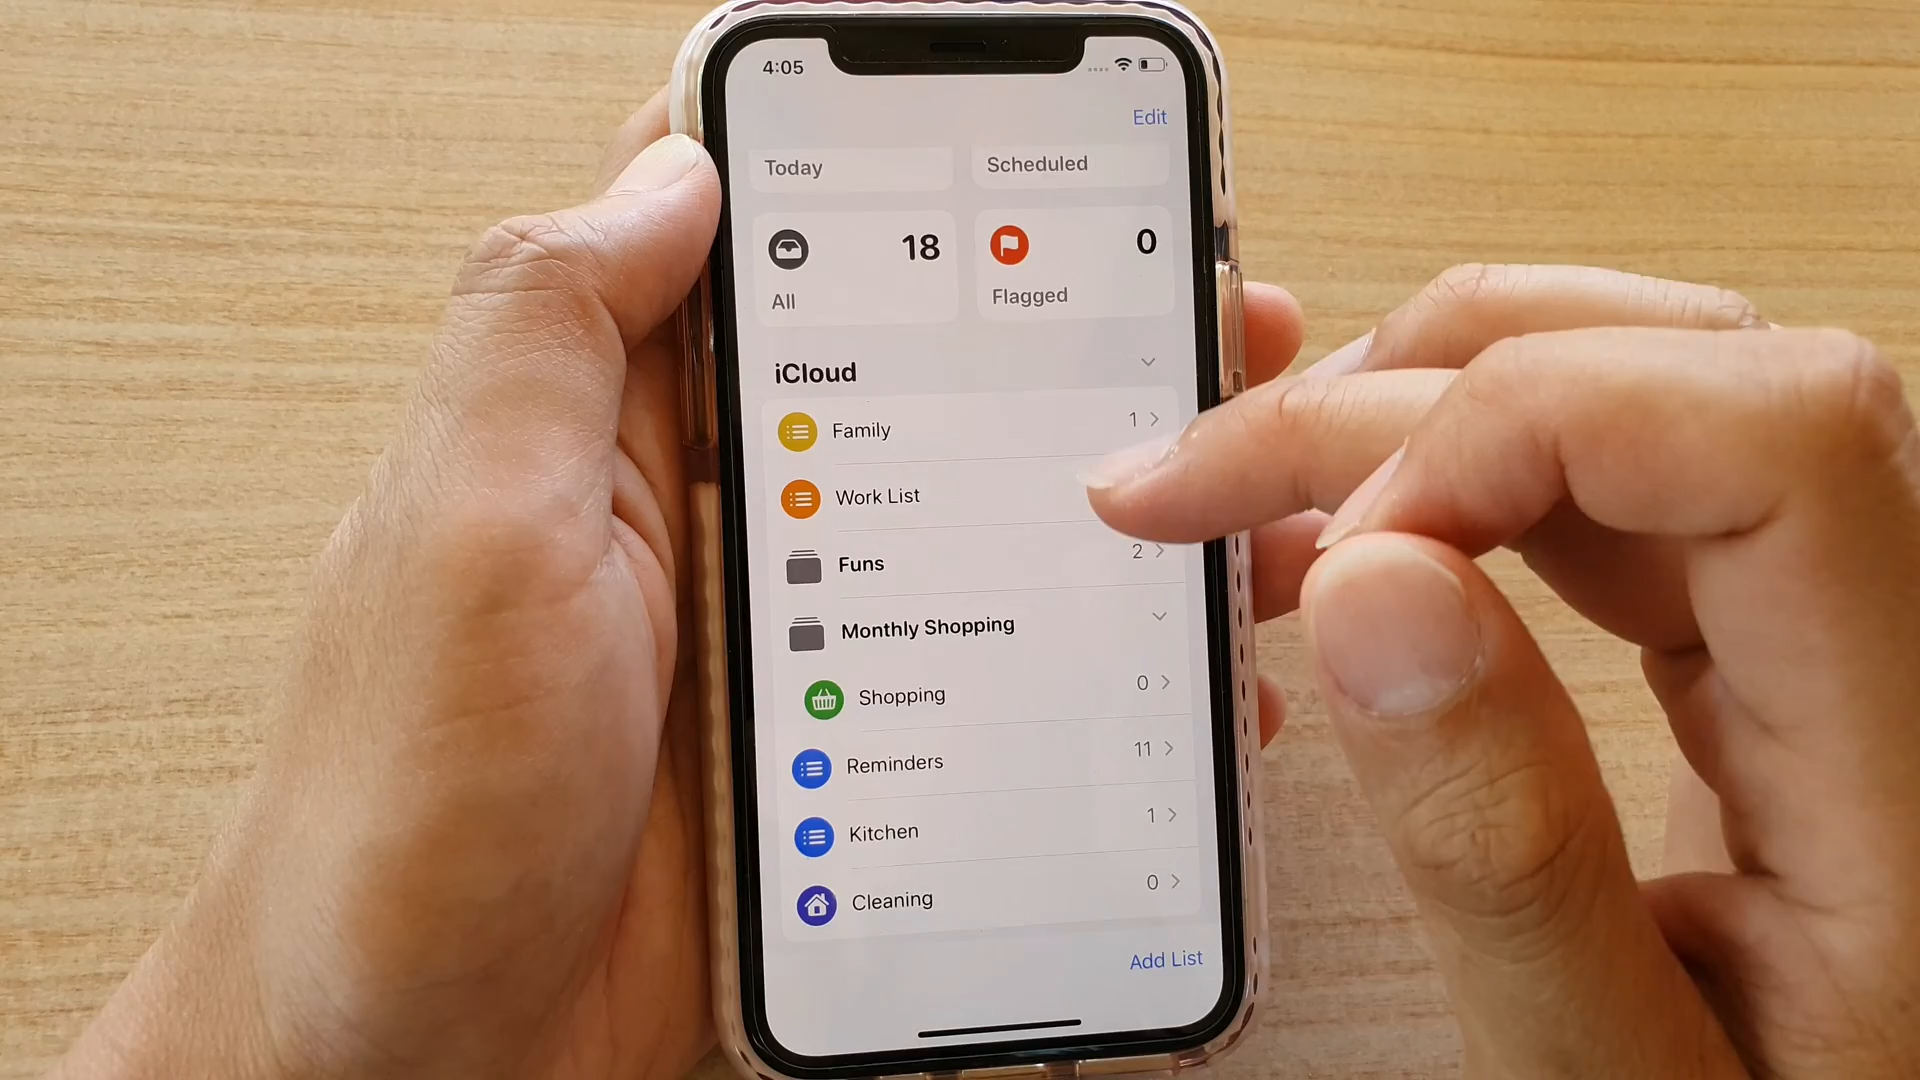 4:05
Edit
Today
Scheduled
18
0
All
Flagged
iCloud
Family 1
Work List
Funs 2
Monthly Shopping
Shopping 0
Reminders 11
Kitchen 1
Cleaning 0
Add List